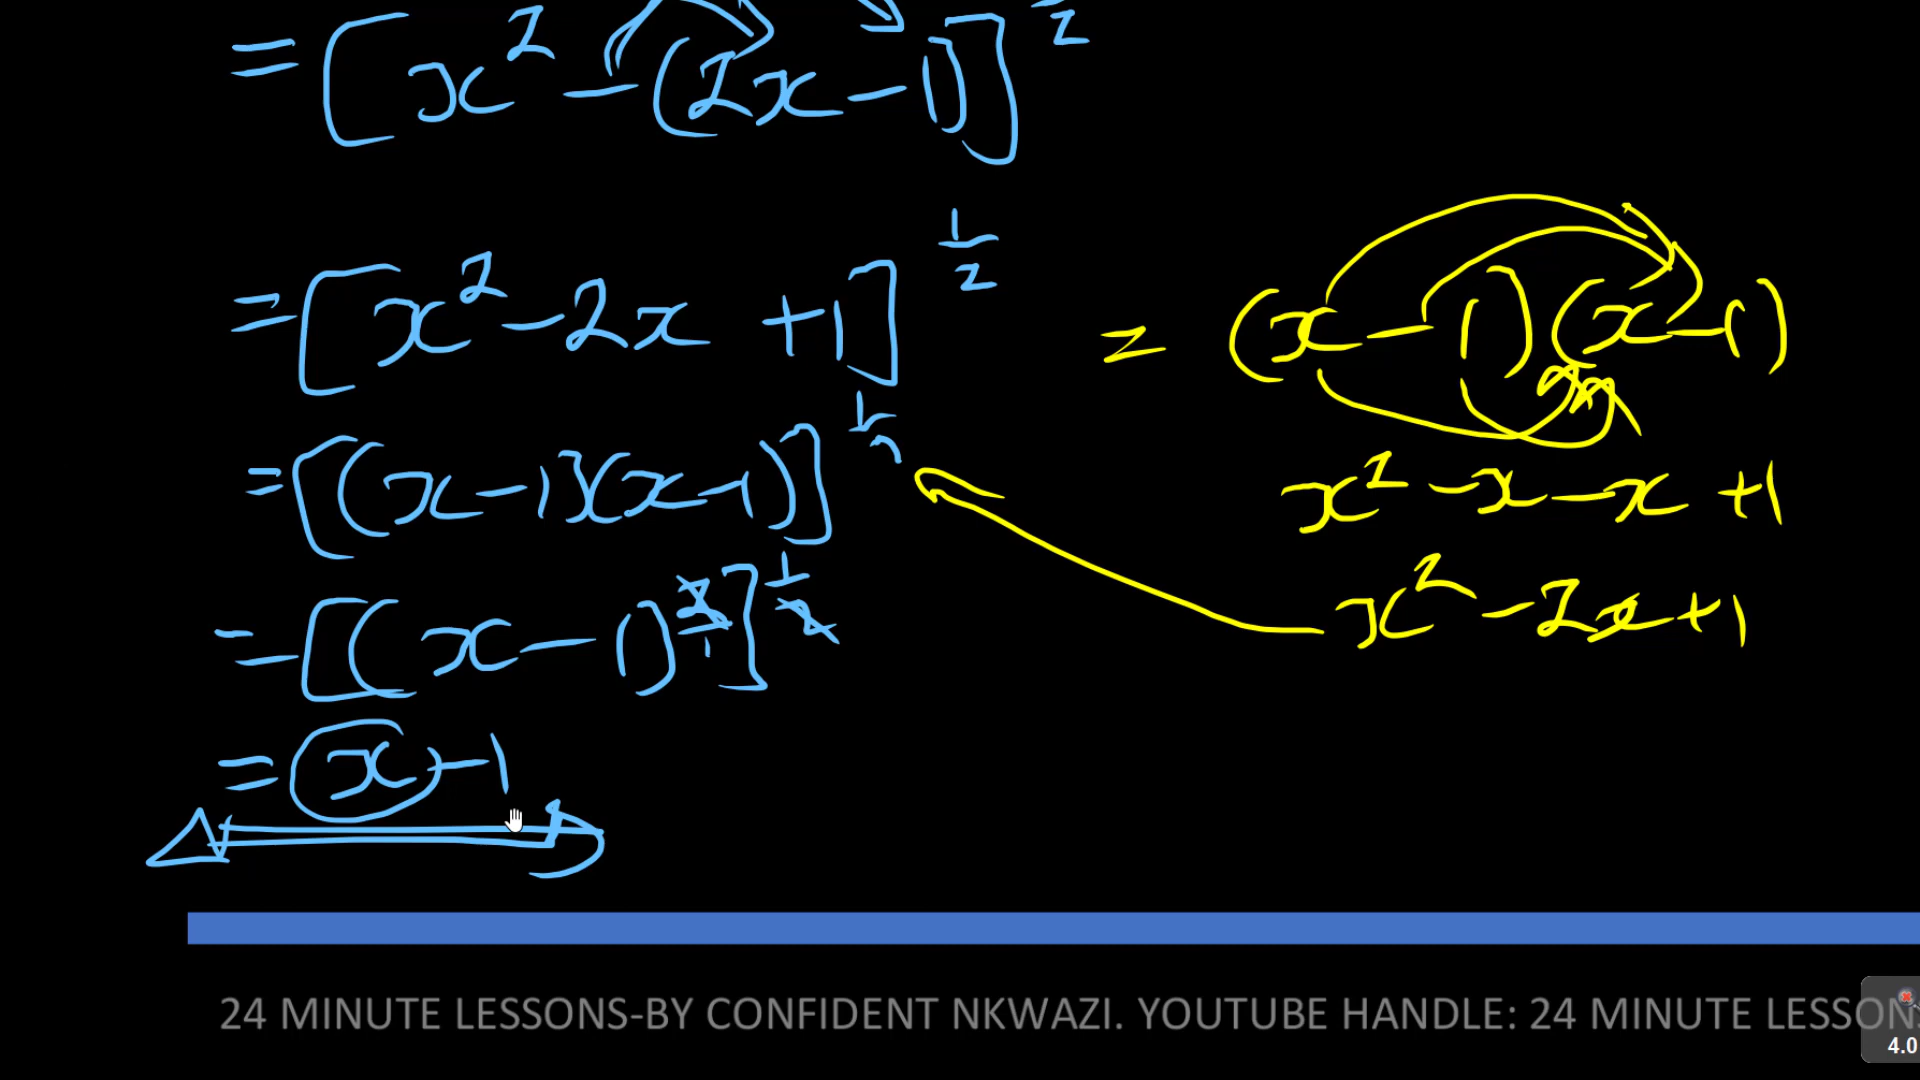 = [x² - (2x - 1)]^½
= [x² - 2x + 1]^½
= [(x - 1)(x - 1)]^½
= [(x - 1)^2/1]^½
= x - 1
= (x - 1)(x - 1)
x² - x - x + 1
x² - 2x + 1
24 MINUTE LESSONS-BY CONFIDENT NKWAZI. YOUTUBE HANDLE: 24 MINUTE LESSONS
4.0